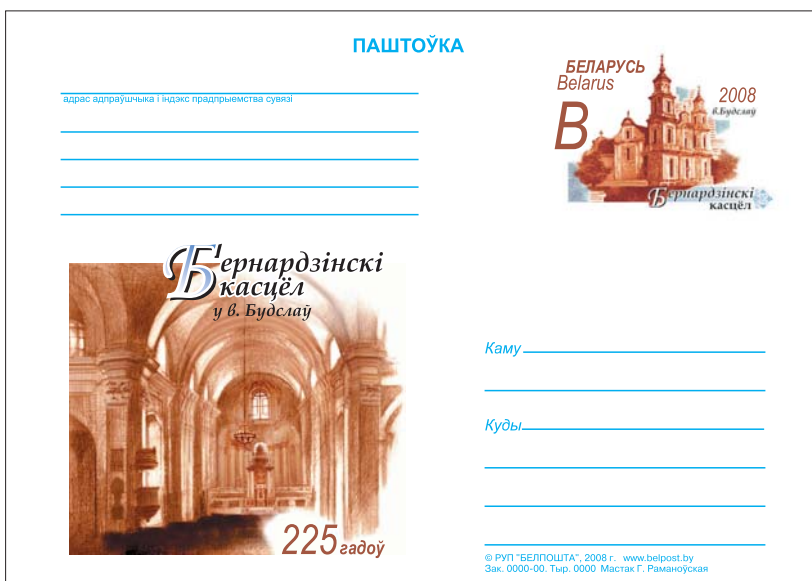 ПАШТОЎКА
адрас адпраўшчыка і індэкс прадпрыемства сувязі
БЕЛАРУСЬ
Belarus
B
2008
в.Будслаў
Бернардзінскі
касцёл
Бернардзінскі
касцёл
у в. Будслаў
225 гадоў
Каму
Куды
© РУП "БЕЛПОШТА", 2008 г. www.belpost.by
Зак. 0000-00. Тыр. 0000 Мастак Г. Раманоўская